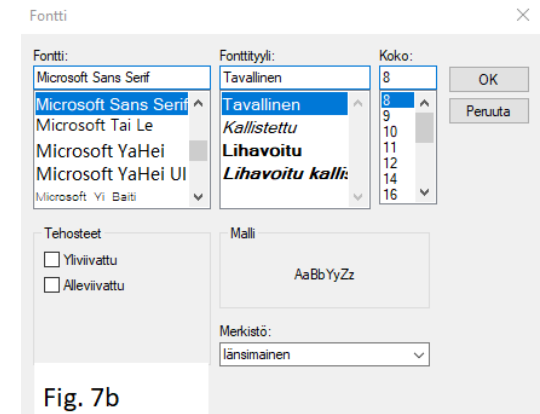 Fontti
Fontti:
Microsoft Sans Serif
Microsoft Sans Serif
Microsoft Tai Le
Microsoft YaHei
Microsoft YaHei UI
Microsoft Yi Baiti
Fonttityyli:
Tavallinen
Tavallinen
Kallistettu
Lihavoitu
Lihavoitu kallis
Koko:
8
8
9
10
11
12
14
16
OK
Peruuta
Tehosteet
Yliviivattu
Alleviivattu
Malli
AaBbYyZz
Merkistö:
länsimainen
Fig. 7b